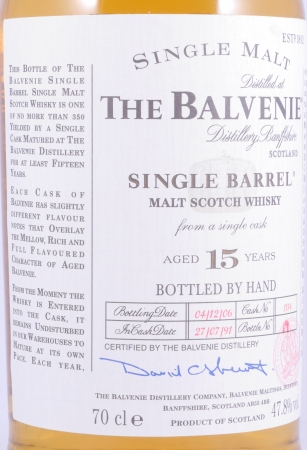 ESTD 1892
SINGLE MALT
Distilled at
THE BALVENIE
Distillery, Banffshire
SCOTLAND
SINGLE BARREL
MALT SCOTCH WHISKY
from a single cask
AGED 15 YEARS
BOTTLED BY HAND
Bottling Date 04/12/06 Cask No
In Cask Date 27/07/91 Bottle No
CERTIFIED BY THE BALVENIE DISTILLERY
David C Stewart
THE BALVENIE DISTILLERY COMPANY, BALVENIE MALTINGS,
BANFFSHIRE, SCOTLAND AB55 4BB
70 cl e PRODUCT OF SCOTLAND 47.8% vol
THIS BOTTLE OF THE
BALVENIE SINGLE
BARREL SINGLE MALT
SCOTCH WHISKY IS ONE
OF NO MORE THAN 350
YIELDED BY A SINGLE
CASK MATURED AT THE
BALVENIE DISTILLERY
FOR AT LEAST FIFTEEN
YEARS.
EACH CASK OF
BALVENIE HAS SLIGHTLY
DIFFERENT FLAVOUR
NOTES THAT OVERLAY
THE MELLOW, RICH AND
FULL FLAVOURED
CHARACTER OF AGED
BALVENIE.
FROM THE MOMENT THE
WHISKY IS ENTERED
INTO THE CASK, IT
REMAINS UNDISTURBED
IN OUR WAREHOUSES TO
MATURE AT ITS OWN
PACE. EACH YEAR,